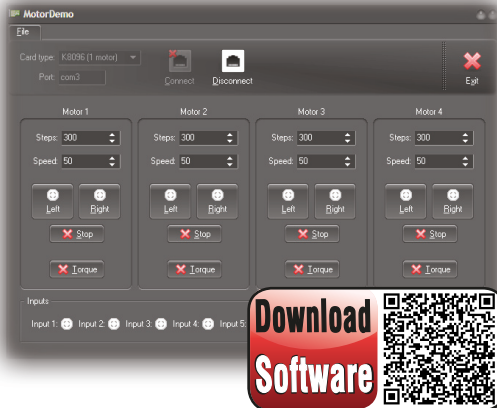 MotorDemo
File
Card type: K8096 (1 motor)
Port: com3
Connect
Disconnect
Exit
Motor 1
Motor 2
Motor 3
Motor 4
Steps: 300
Steps: 300
Steps: 300
Steps: 300
Speed: 50
Speed: 50
Speed: 50
Speed: 50
Left
Right
Left
Right
Left
Right
Left
Right
Stop
Stop
Stop
Stop
Torque
Torque
Torque
Torque
Inputs
Input 1:
Input 2:
Input 3:
Input 4:
Input 5:
Download
Software